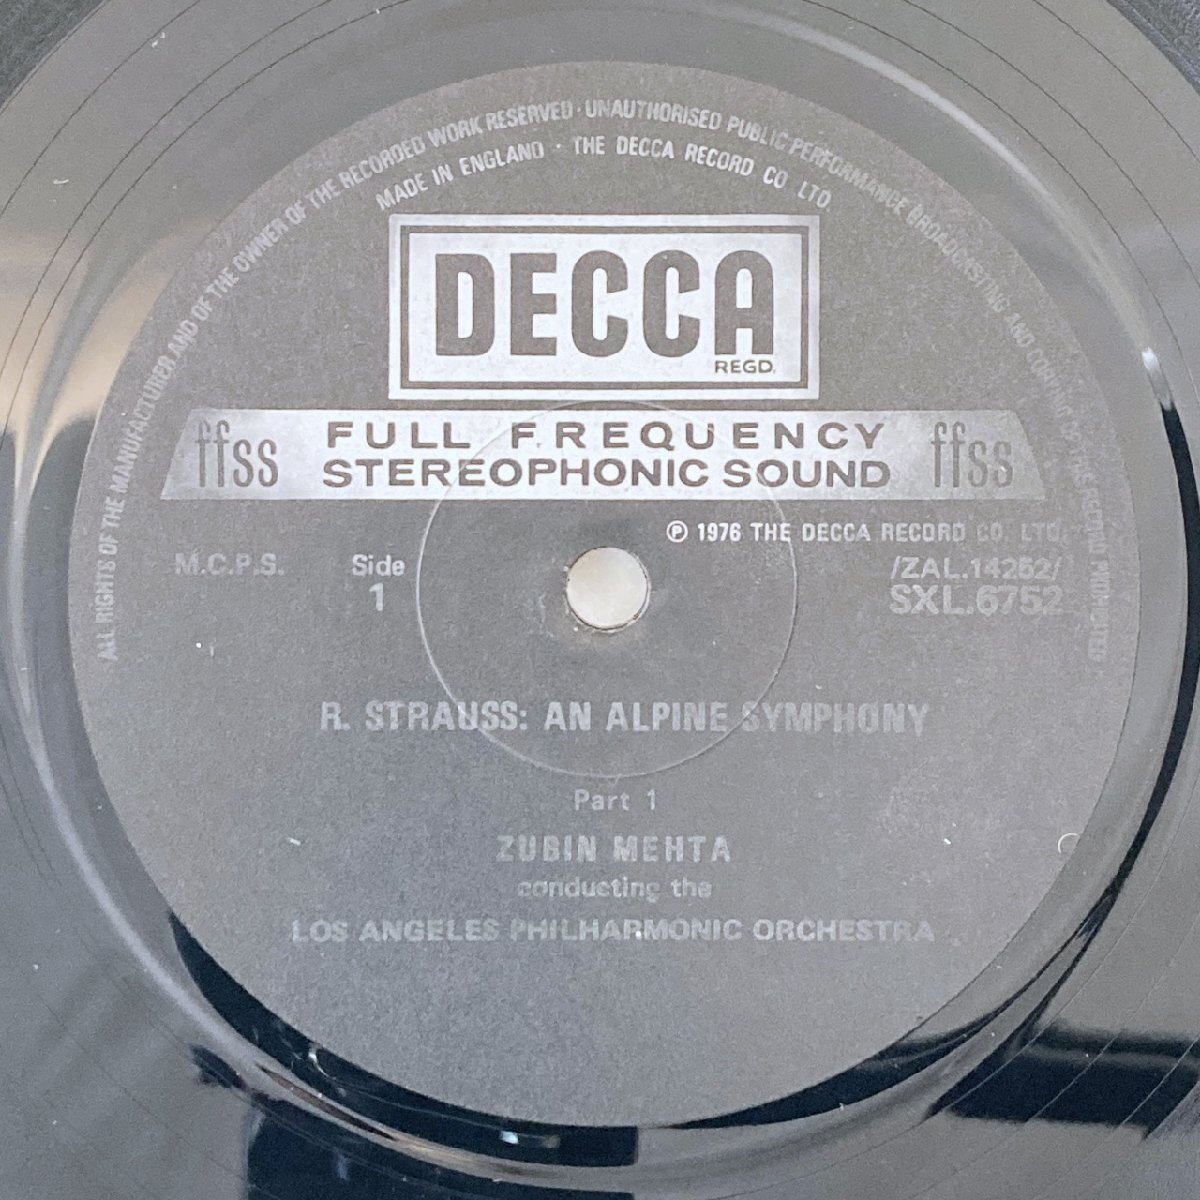 ALL RIGHTS OF THE MANUFACTURER AND OF THE OWNER OF THE RECORDED WORK RESERVED · UNAUTHORISED PUBLIC PERFORMANCE BROADCASTING AND COPYING OF THIS RECORD PROHIBITED
MADE IN ENGLAND · THE DECCA RECORD CO LTD
DECCA
REGD.
ffss FULL FREQUENCY STEREOPHONIC SOUND ffss
℗ 1976 THE DECCA RECORD CO. LTD.
M.C.P.S. Side 1 /ZAL.14252/
SXL.6752
R. STRAUSS: AN ALPINE SYMPHONY
Part 1
ZUBIN MEHTA
conducting the
LOS ANGELES PHILHARMONIC ORCHESTRA